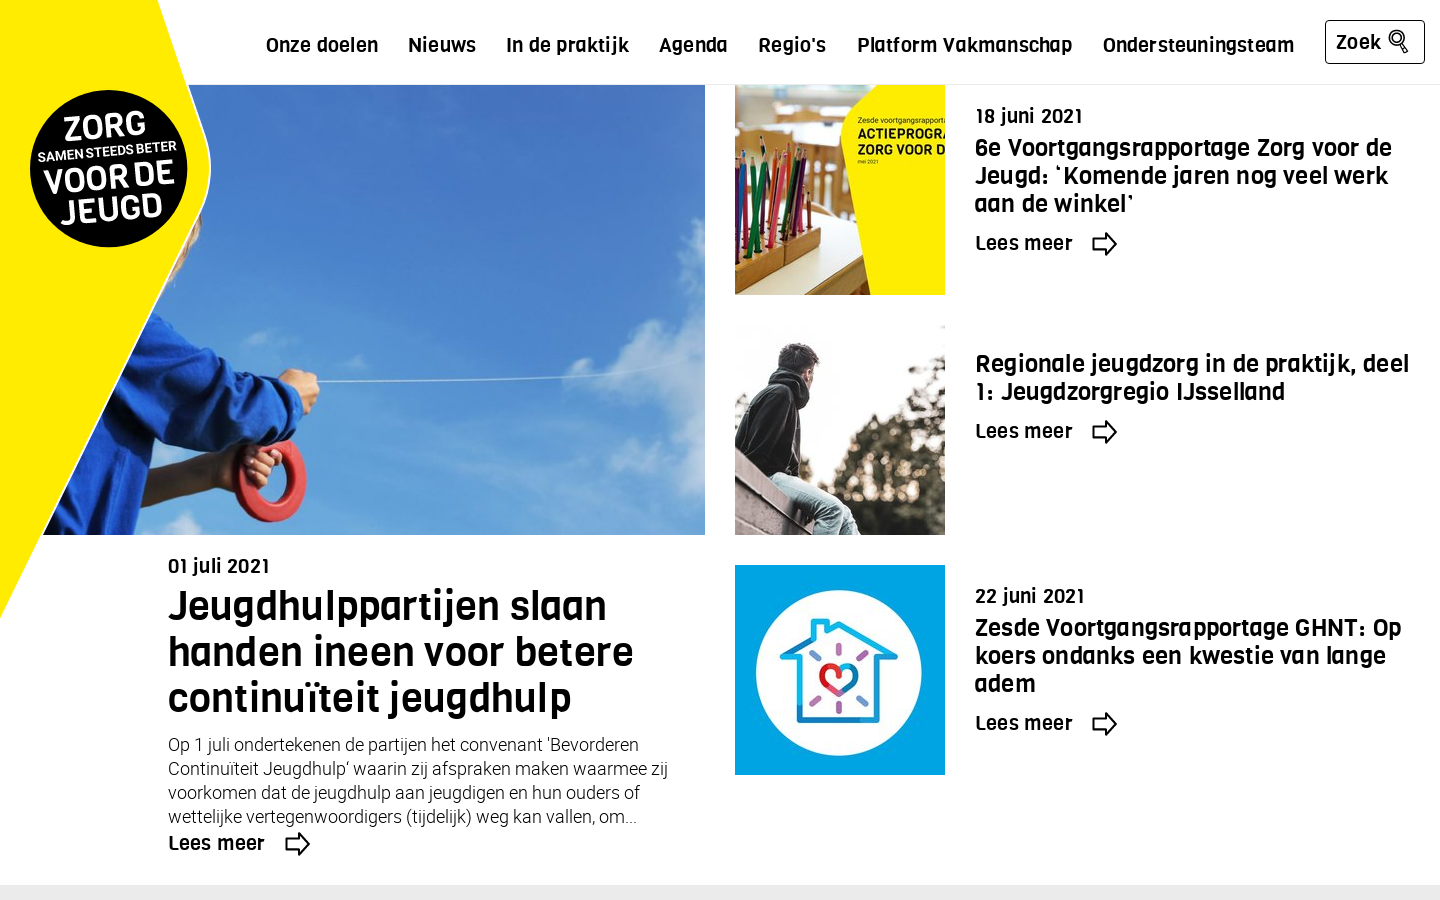 Onze doelen
Nieuws
In de praktijk
Agenda
Regio's
Platform Vakmanschap
Ondersteuningsteam
Zoek
ZORG
SAMEN STEEDS BETER
VOOR DE
JEUGD
01 juli 2021
Jeugdhulppartijen slaan
handen ineen voor betere
continuïteit jeugdhulp
Op 1 juli ondertekenen de partijen het convenant 'Bevorderen
Continuïteit Jeugdhulp‘ waarin zij afspraken maken waarmee zij
voorkomen dat de jeugdhulp aan jeugdigen en hun ouders of
wettelijke vertegenwoordigers (tijdelijk) weg kan vallen, om...
Lees meer
Zesde voortgangsrapporta
ACTIEPROGRA
ZORG VOOR D
mei 2021
18 juni 2021
6e Voortgangsrapportage Zorg voor de
Jeugd: ‘Komende jaren nog veel werk
aan de winkel’
Lees meer
Regionale jeugdzorg in de praktijk, deel
1: Jeugdzorgregio IJsselland
Lees meer
22 juni 2021
Zesde Voortgangsrapportage GHNT: Op
koers ondanks een kwestie van lange
adem
Lees meer